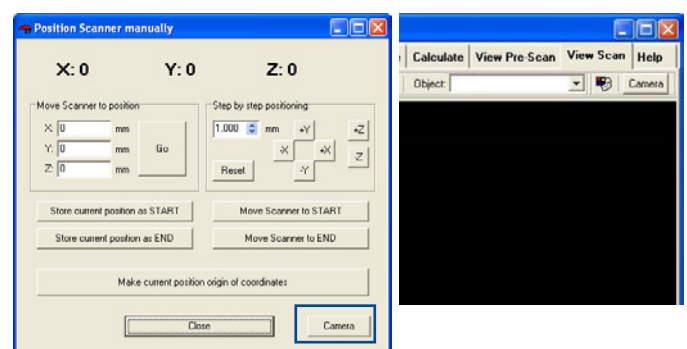 Position Scanner manually
X: 0 Y: 0 Z: 0
Move Scanner to position
X: 0 mm
Y: 0 mm
Z: 0 mm
Go
Step by step positioning
1.000 mm
+Y
+Z
-X
+X
-Z
Reset
-Y
Store current position as START
Move Scanner to START
Store current position as END
Move Scanner to END
Make current position origin of coordinates
Close
Camera
Calculate View Pre-Scan View Scan Help
Object:
Camera